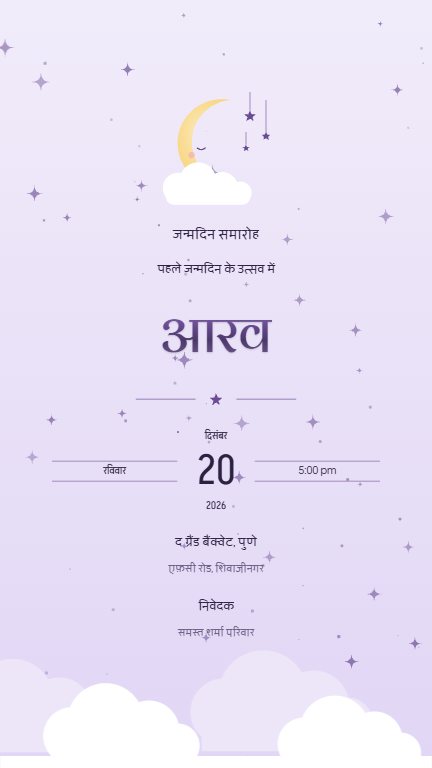 जन्मदिन समारोह
पहले जन्मदिन के उत्सव में
आरव
दिसंबर
रविवार
20
5:00 pm
2026
द ग्रैंड बैंक्वेट, पुणे
एफ़सी रोड, शिवाजीनगर
निवेदक
समस्त शर्मा परिवार